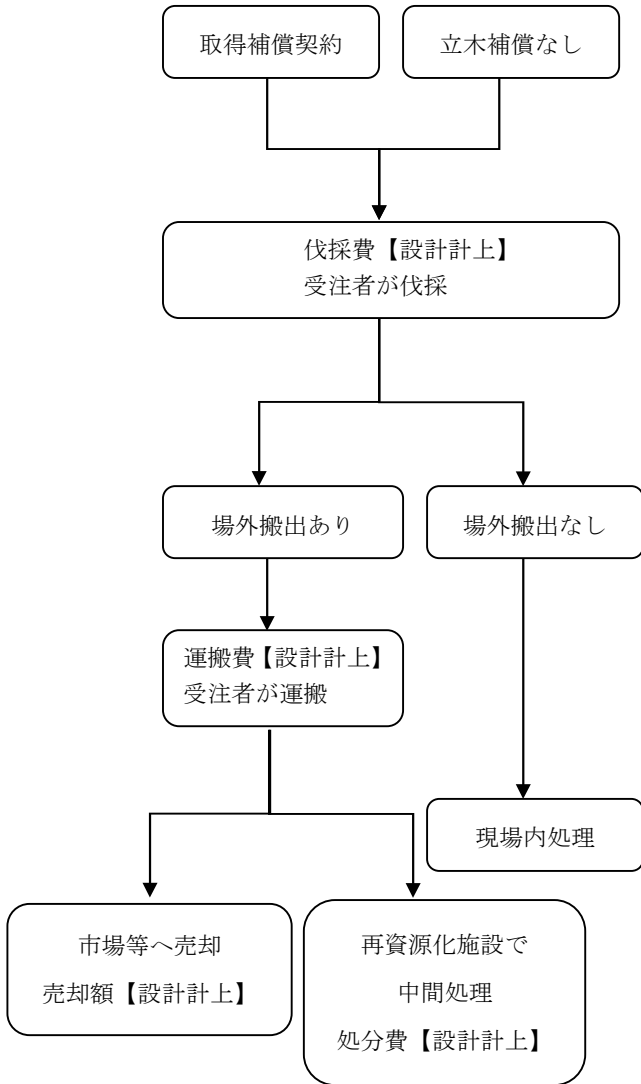 取得補償契約
立木補償なし
伐採費【設計計上】
受注者が伐採
場外搬出あり
場外搬出なし
運搬費【設計計上】
受注者が運搬
現場内処理
市場等へ売却
売却額【設計計上】
再資源化施設で
中間処理
処分費【設計計上】